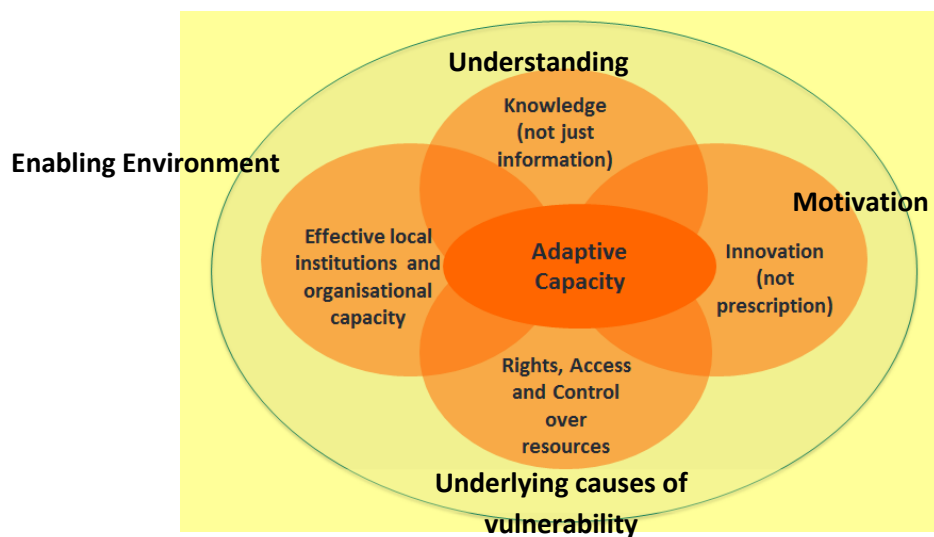 Understanding
Knowledge
(not just
information)
Enabling Environment
Motivation
Effective local
institutions and
organisational
capacity
Adaptive
Capacity
Innovation
(not
prescription)
Rights, Access
and Control
over
resources
Underlying causes of
vulnerability